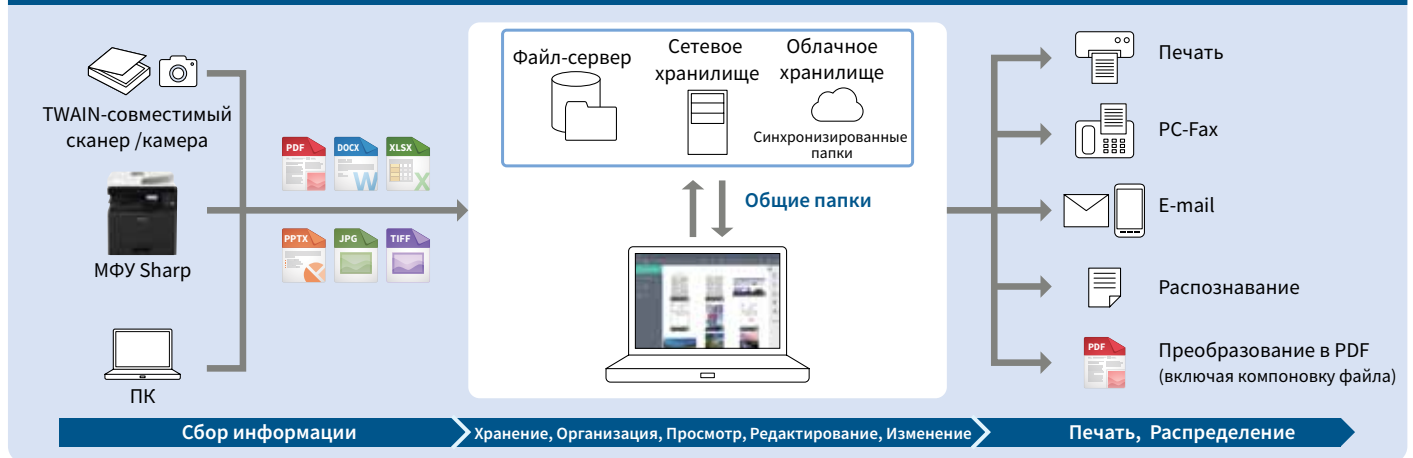 TWAIN-совместимый
сканер /камера
МФУ Sharp
ПК
PDF
DOCX
XLSX
W
X
PPTX
JPG
TIFF
Файл-сервер
Сетевое
хранилище
Облачное
хранилище
Синхронизированные
папки
Общие папки
Печать
PC-Fax
E-mail
Распознавание
PDF
Преобразование в PDF
(включая компоновку файла)
Сбор информации
Хранение, Организация, Просмотр, Редактирование, Изменение
Печать, Распределение